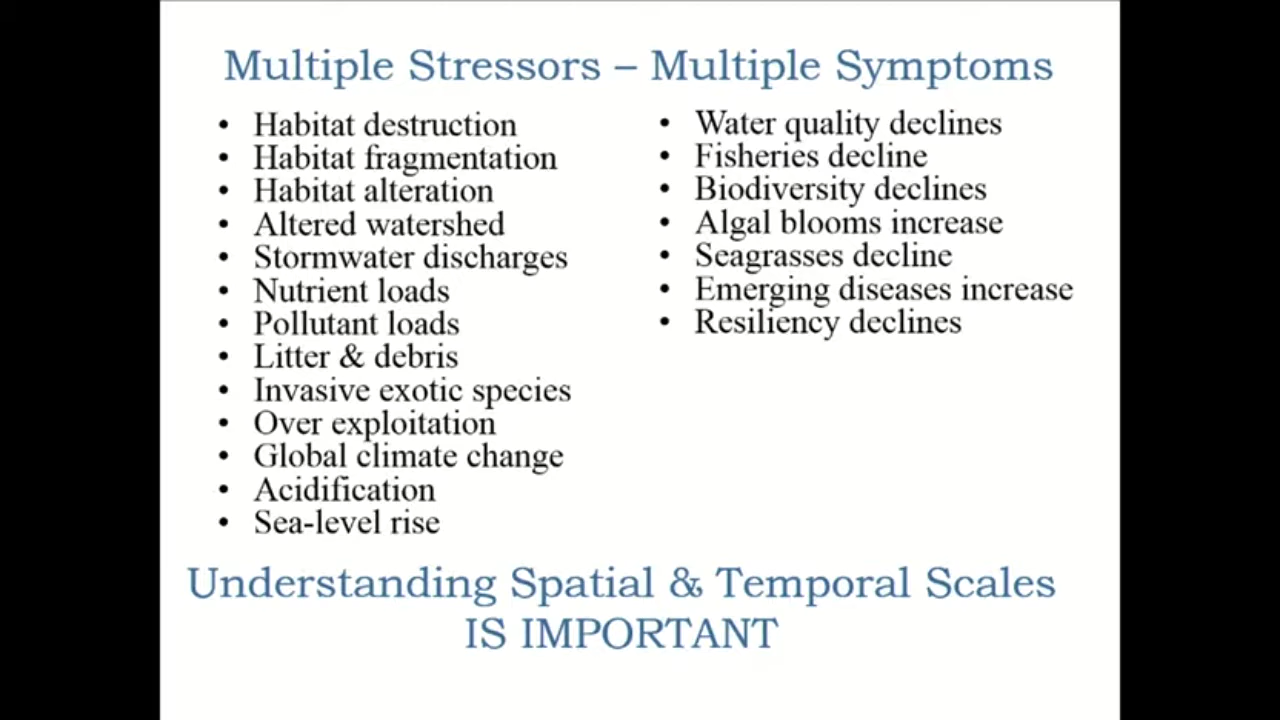 Multiple Stressors – Multiple Symptoms
• Habitat destruction
• Habitat fragmentation
• Habitat alteration
• Altered watershed
• Stormwater discharges
• Nutrient loads
• Pollutant loads
• Litter & debris
• Invasive exotic species
• Over exploitation
• Global climate change
• Acidification
• Sea-level rise
• Water quality declines
• Fisheries decline
• Biodiversity declines
• Algal blooms increase
• Seagrasses decline
• Emerging diseases increase
• Resiliency declines
Understanding Spatial & Temporal Scales
IS IMPORTANT